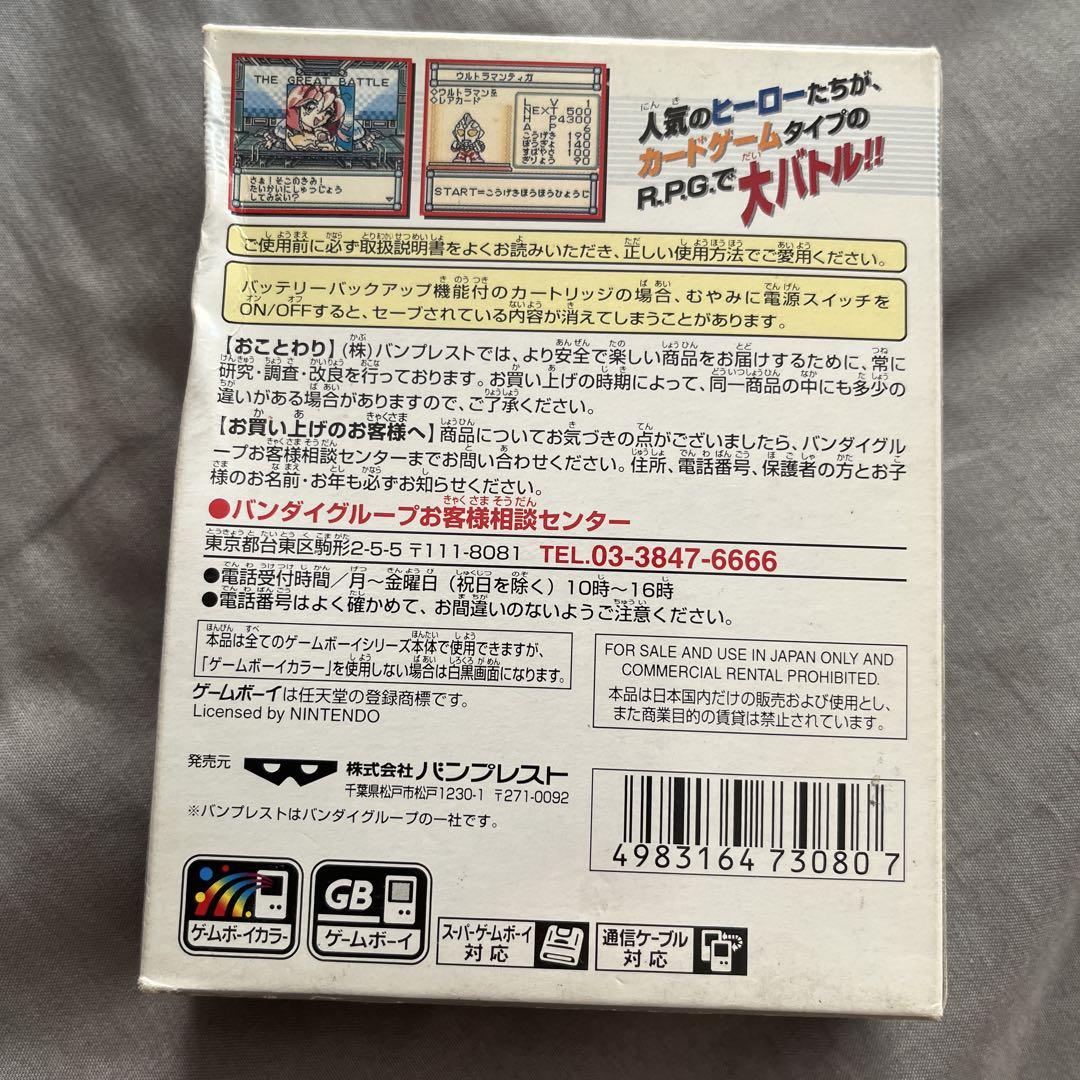 THE GREAT BATTLE
さぁ！そこのきみ！
たいかいにしゅつじょう
してみない？
ウルトラマンティガ
◇ウルトラマンを
◇レアカード
LV 1
NEXT 500
HP 4300
AP 6
こうげき 190
ぼうぎょ 140
すばやさ 100
ぎりょう 90
START=こうげきほうほうひょうじ
人気のヒーローたちが、
カードゲームタイプの
R.P.G.で大バトル!!
ご使用前に必ず取扱説明書をよくお読みいただき、正しい使用方法でご愛用ください。
バッテリーバックアップ機能付のカートリッジの場合、むやみに電源スイッチを
ON/OFFすると、セーブされている内容が消えてしまうことがあります。
【おことわり】(株)バンプレストでは、より安全で楽しい商品をお届けするために、常に
研究・調査・改良を行っております。お買い上げの時期によって、同一商品の中にも多少の
違いがある場合がありますので、ご了承ください。
【お買い上げのお客様へ】商品についてお気づきの点がございましたら、バンダイグル
ープお客様相談センターまでお問い合わせください。住所、電話番号、保護者の方とお子
様のお名前・お年も必ずお知らせください。
●バンダイグループお客様相談センター
東京都台東区駒形2-5-5 〒111-8081 TEL.03-3847-6666
●電話受付時間／月〜金曜日（祝日を除く）10時〜16時
●電話番号はよく確かめて、お間違いのないようご注意ください。
本品は全てのゲームボーイシリーズ本体で使用できますが、
「ゲームボーイカラー」を使用しない場合は白黒画面になります。
FOR SALE AND USE IN JAPAN ONLY AND
COMMERCIAL RENTAL PROHIBITED.
本品は日本国内だけの販売および使用とし、
また商業目的の賃貸は禁止されています。
ゲームボーイは任天堂の登録商標です。
Licensed by NINTENDO
発売元 株式会社バンプレスト
千葉県松戸市松戸1230-1 〒271-0092
※バンプレストはバンダイグループの一社です。
4983164 730807
ゲームボーイカラー
GB
ゲームボーイ
スーパーゲームボーイ
対応
通信ケーブル
対応